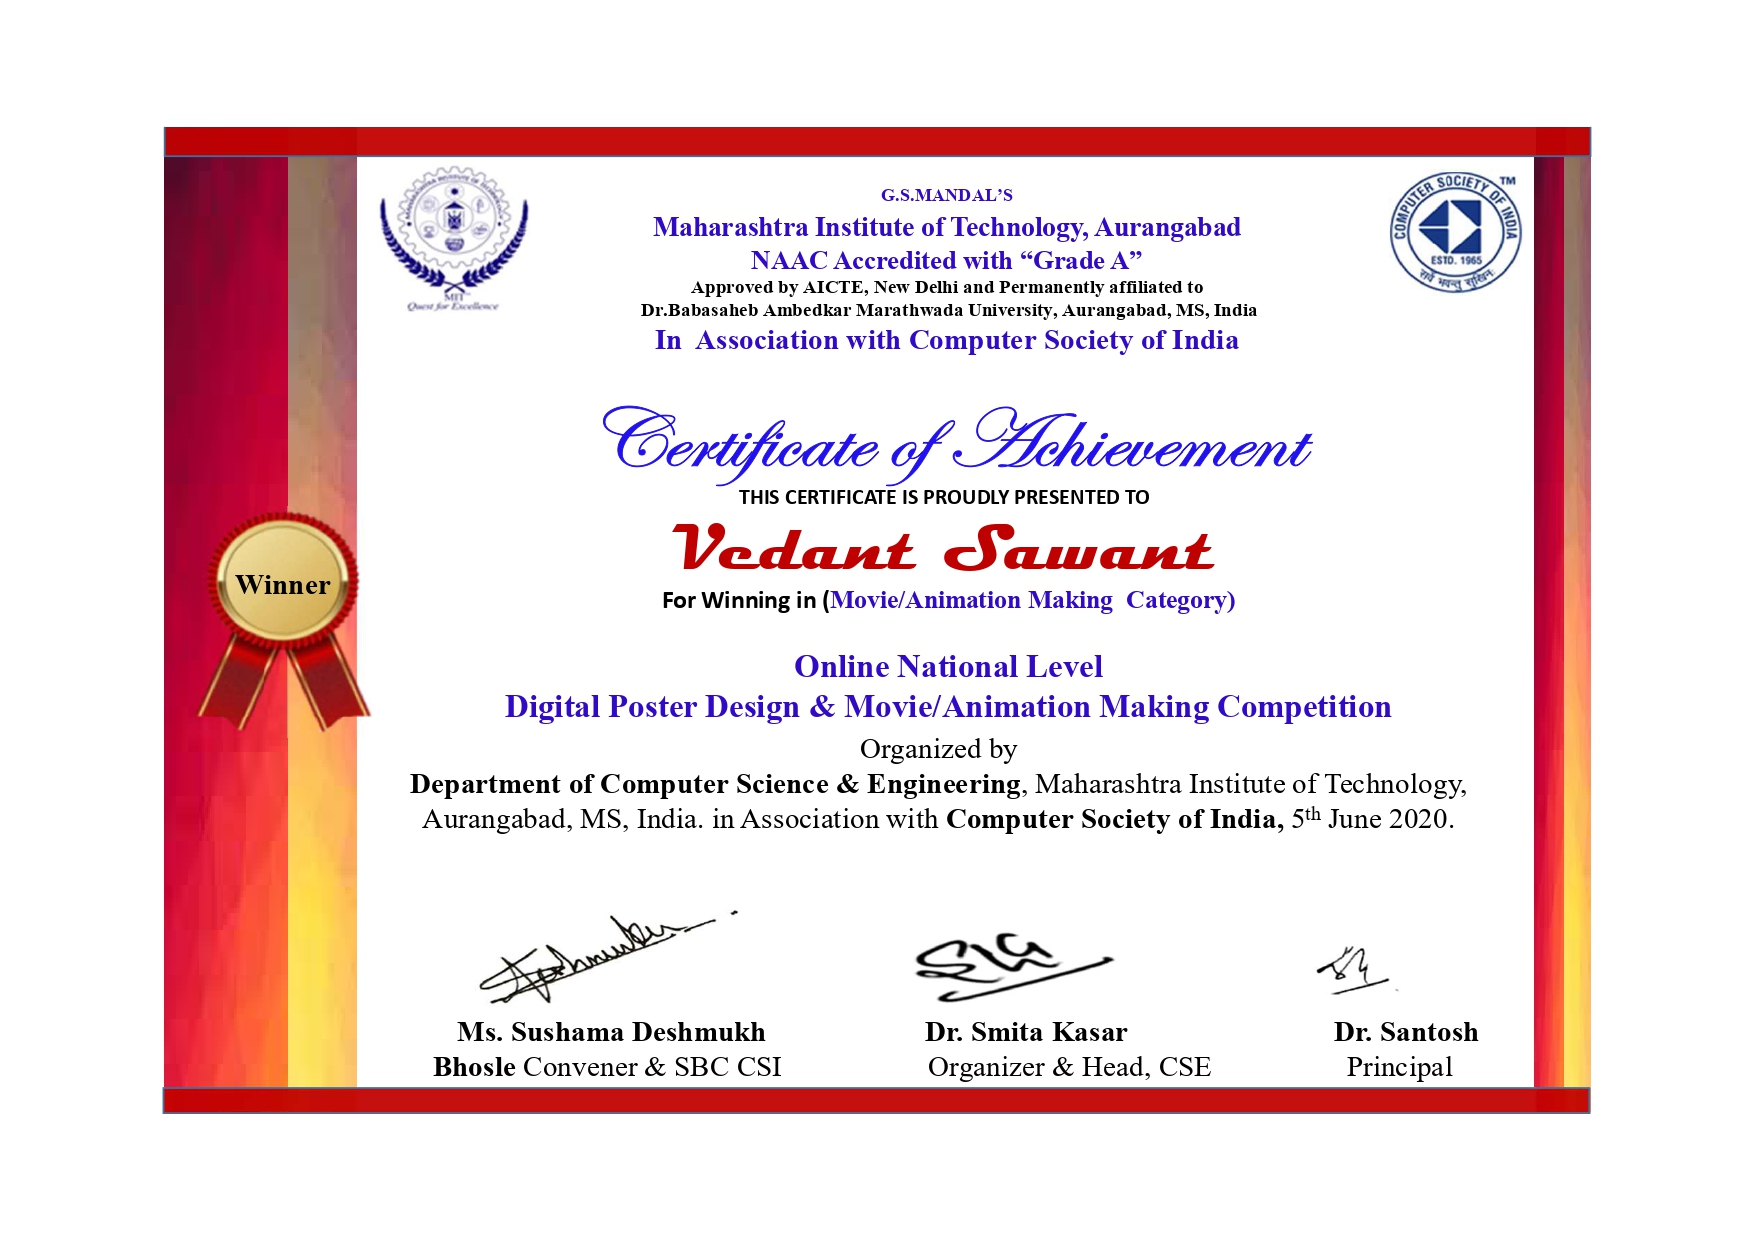 G.S.MANDAL'S
Maharashtra Institute of Technology, Aurangabad
NAAC Accredited with “Grade A”
Approved by AICTE, New Delhi and Permanently affiliated to
Dr.Babasaheb Ambedkar Marathwada University, Aurangabad, MS, India
In Association with Computer Society of India
MIT
Quest for Excellence
COMPUTER SOCIETY OF INDIA
TM
ESTD. 1965
सर्वे भवन्तु सुखिनः
Certificate of Achievement
THIS CERTIFICATE IS PROUDLY PRESENTED TO
Vedant Sawant
Winner
For Winning in (Movie/Animation Making Category)
Online National Level
Digital Poster Design & Movie/Animation Making Competition
Organized by
Department of Computer Science & Engineering, Maharashtra Institute of Technology,
Aurangabad, MS, India. in Association with Computer Society of India, 5th June 2020.
Ms. Sushama Deshmukh
Bhosle Convener & SBC CSI
Dr. Smita Kasar
Organizer & Head, CSE
Dr. Santosh
Principal